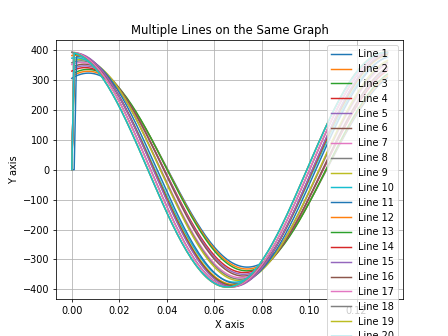 Multiple Lines on the Same Graph
Y axis
400
300
200
100
0
−100
−200
−300
−400
0.00
0.02
0.04
0.06
0.08
0.10
X axis
Line 1
Line 2
Line 3
Line 4
Line 5
Line 6
Line 7
Line 8
Line 9
Line 10
Line 11
Line 12
Line 13
Line 14
Line 15
Line 16
Line 17
Line 18
Line 19
Line 20